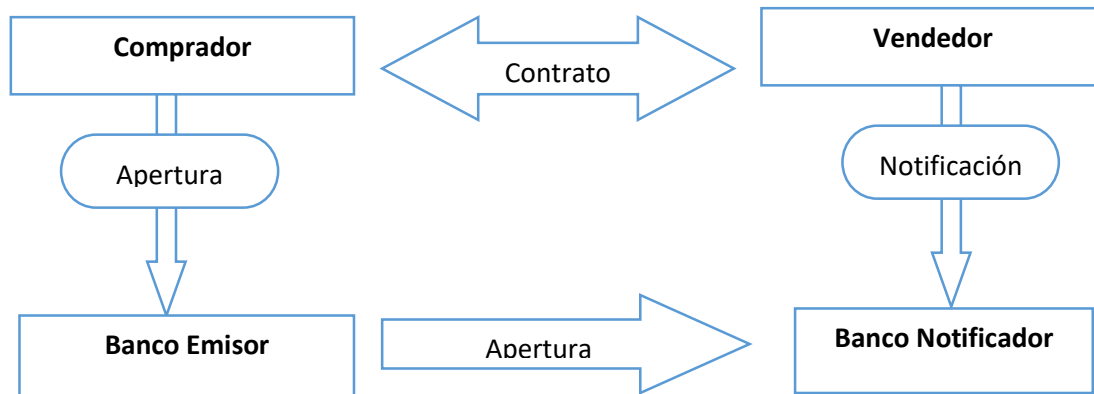 Comprador
Vendedor
Contrato
Apertura
Notificación
Banco Emisor
Apertura
Banco Notificador